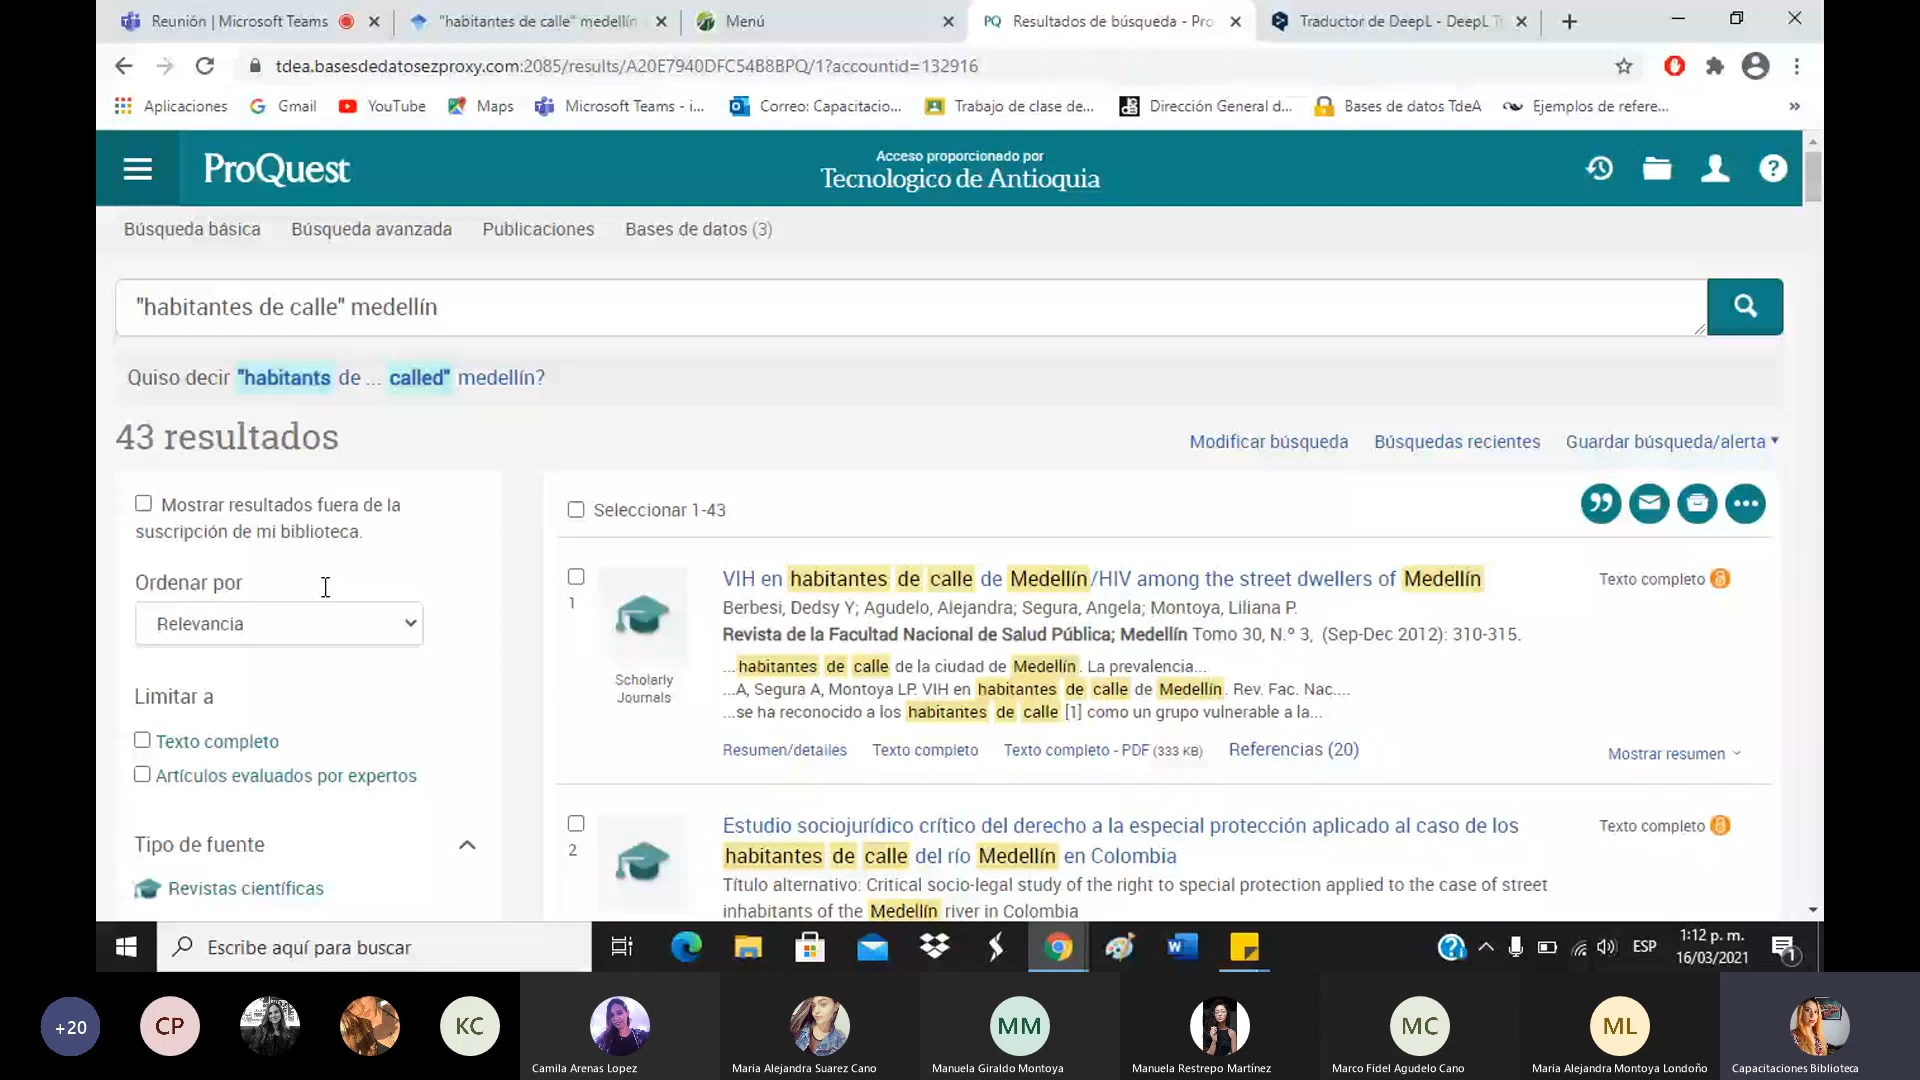 Reunión | Microsoft Teams
"habitantes de calle" medellín
Menú
PQ Resultados de búsqueda - Pro
Traductor de DeepL - DeepL T
tdea.basesdedatosezproxy.com:2085/results/A20E7940DFC54B8BPQ/1?accountid=132916
Aplicaciones
Gmail
YouTube
Maps
Microsoft Teams - i...
Correo: Capacitacio...
Trabajo de clase de...
Dirección General d...
Bases de datos TdeA
Ejemplos de refere...
ProQuest
Acceso proporcionado por
Tecnologico de Antioquia
Búsqueda básica
Búsqueda avanzada
Publicaciones
Bases de datos (3)
"habitantes de calle" medellín
Quiso decir "habitants de ... called" medellín?
43 resultados
Modificar búsqueda
Búsquedas recientes
Guardar búsqueda/alerta
Mostrar resultados fuera de la
suscripción de mi biblioteca.
Ordenar por
Relevancia
Limitar a
Texto completo
Artículos evaluados por expertos
Tipo de fuente
Revistas científicas
Seleccionar 1-43
1
Scholarly
Journals
VIH en habitantes de calle de Medellín/HIV among the street dwellers of Medellín
Texto completo
Berbesi, Dedsy Y; Agudelo, Alejandra; Segura, Angela; Montoya, Liliana P.
Revista de la Facultad Nacional de Salud Pública; Medellín Tomo 30, N.º 3, (Sep-Dec 2012): 310-315.
...habitantes de calle de la ciudad de Medellín. La prevalencia...
...A, Segura A, Montoya LP. VIH en habitantes de calle de Medellín. Rev. Fac. Nac....
...se ha reconocido a los habitantes de calle [1] como un grupo vulnerable a la...
Resumen/detalles
Texto completo
Texto completo - PDF (333 KB)
Referencias (20)
Mostrar resumen
2
Estudio sociojurídico crítico del derecho a la especial protección aplicado al caso de los
habitantes de calle del río Medellín en Colombia
Texto completo
Título alternativo: Critical socio-legal study of the right to special protection applied to the case of street
inhabitants of the Medellín river in Colombia
Escribe aquí para buscar
ESP
1:12 p. m.
16/03/2021
1
+20
CP
KC
Camila Arenas Lopez
Maria Alejandra Suarez Cano
MM
Manuela Giraldo Montoya
Manuela Restrepo Martínez
MC
Marco Fidel Agudelo Cano
ML
Maria Alejandra Montoya Londoño
Capacitaciones Biblioteca